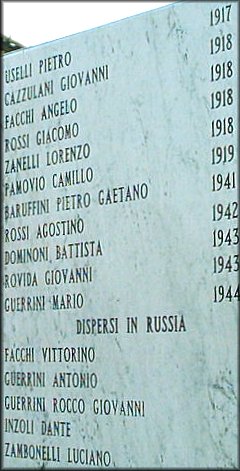 USELLI PIETRO 1917
CAZZULANI GIOVANNI 1918
FACCHI ANGELO 1918
ROSSI GIACOMO 1918
ZANELLI LORENZO 1918
PAMOVIO CAMILLO 1919
BARUFFINI PIETRO GAETANO 1941
ROSSI AGOSTINO 1942
DOMINONI BATTISTA 1943
ROVIDA GIOVANNI 1943
GUERRINI MARIO 1944
DISPERSI IN RUSSIA
FACCHI VITTORINO
GUERRINI ANTONIO
GUERRINI ROCCO GIOVANNI
INZOLI DANTE
ZAMBONELLI LUCIANO